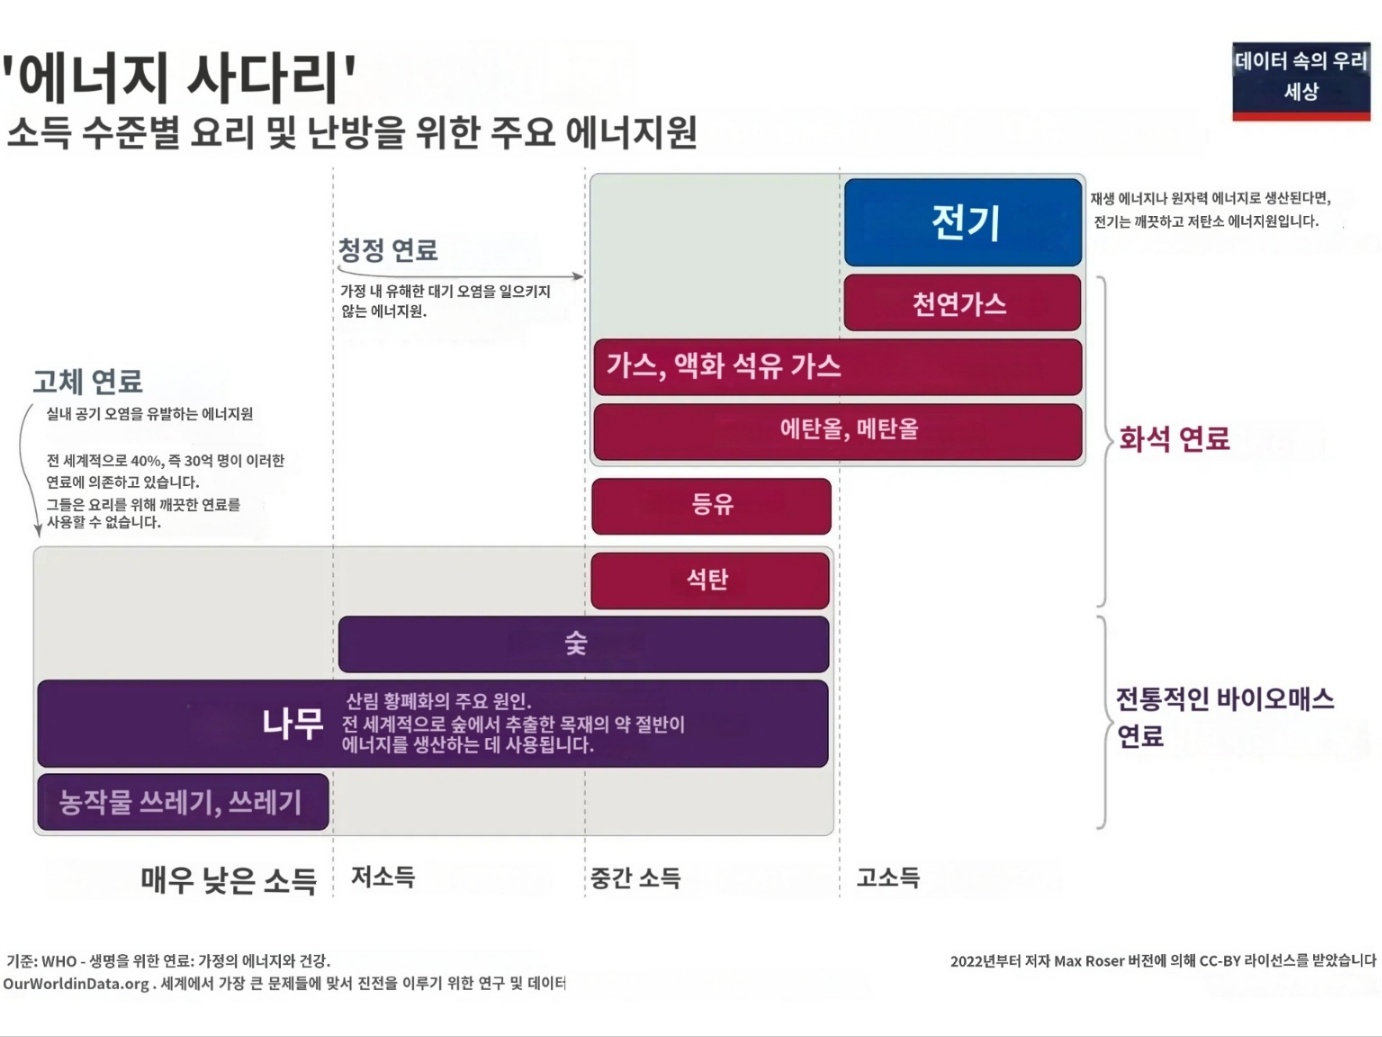 '에너지 사다리'
소득 수준별 요리 및 난방을 위한 주요 에너지원
데이터 속의 우리
세상
전기
재생 에너지나 원자력 에너지로 생산된다면,
전기는 깨끗하고 저탄소 에너지원입니다.
청정 연료
가정 내 유해한 대기 오염을 일으키지
않는 에너지원.
천연가스
가스, 액화 석유 가스
고체 연료
실내 공기 오염을 유발하는 에너지원
에탄올, 메탄올
화석 연료
전 세계적으로 40%, 즉 30억 명이 이러한
연료에 의존하고 있습니다.
그들은 요리를 위해 깨끗한 연료를
사용할 수 없습니다.
등유
석탄
숯
나무
산림 황폐화의 주요 원인.
전 세계적으로 숲에서 추출한 목재의 약 절반이
에너지를 생산하는 데 사용됩니다.
전통적인 바이오매스
연료
농작물 쓰레기, 쓰레기
매우 낮은 소득
저소득
중간 소득
고소득
기준: WHO - 생명을 위한 연료: 가정의 에너지와 건강.
OurWorldinData.org . 세계에서 가장 큰 문제들에 맞서 진전을 이루기 위한 연구 및 데이터
2022년부터 저자 Max Roser 버전에 의해 CC-BY 라이선스를 받았습니다